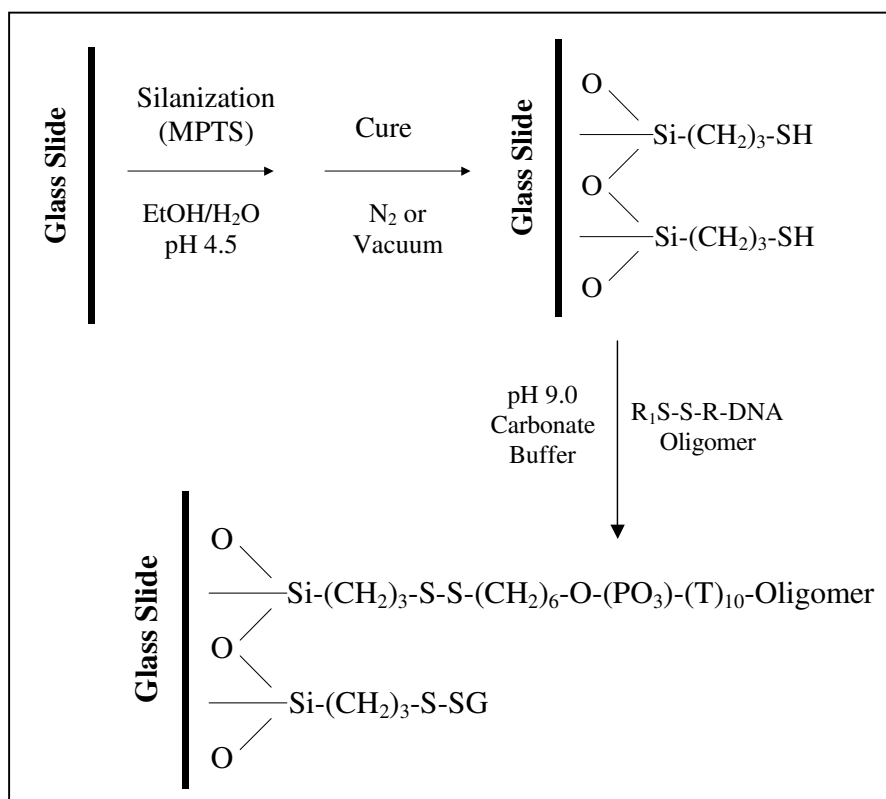 Glass Slide
Silanization
(MPTS)
EtOH/H₂O
pH 4.5
Cure
N₂ or
Vacuum
Glass Slide
O
Si-(CH₂)₃-SH
O
Si-(CH₂)₃-SH
O
pH 9.0
Carbonate
Buffer
R₁S-S-R-DNA
Oligomer
Glass Slide
O
Si-(CH₂)₃-S-S-(CH₂)₆-O-(PO₃)-(T)₁₀-Oligomer
O
Si-(CH₂)₃-S-SG
O